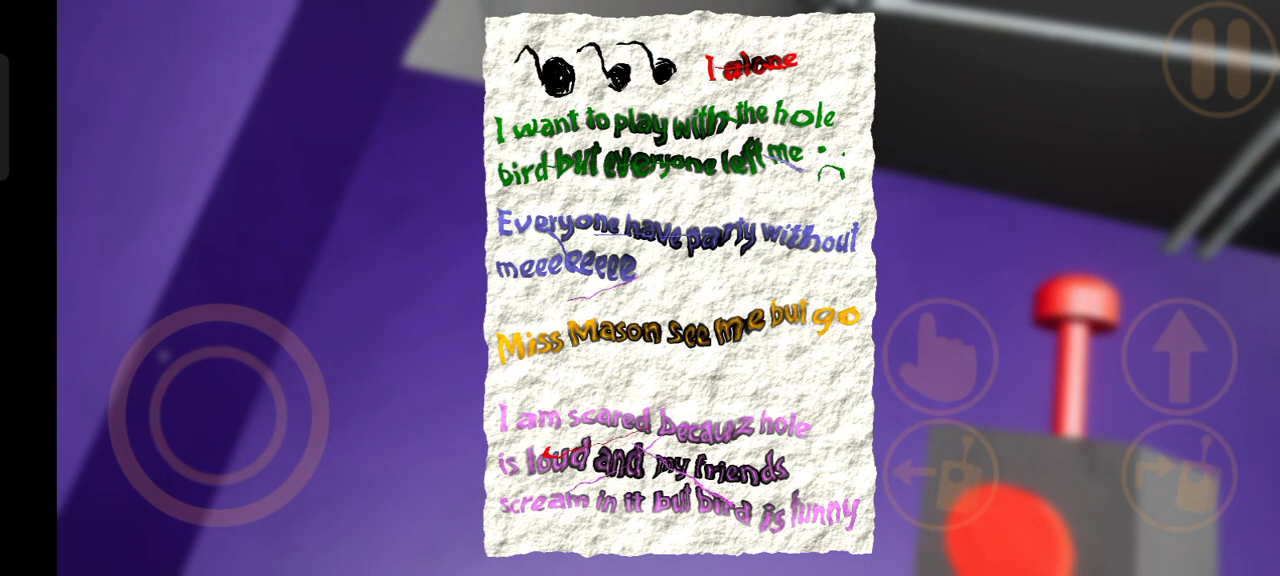 I alone
I want to play with the hole
bird but everyone left me :(
Everyone have party without
meeeeeeeee
Miss Mason see me but go
I am scared becauz hole
is loud and my friends
scream in it but bird is funny